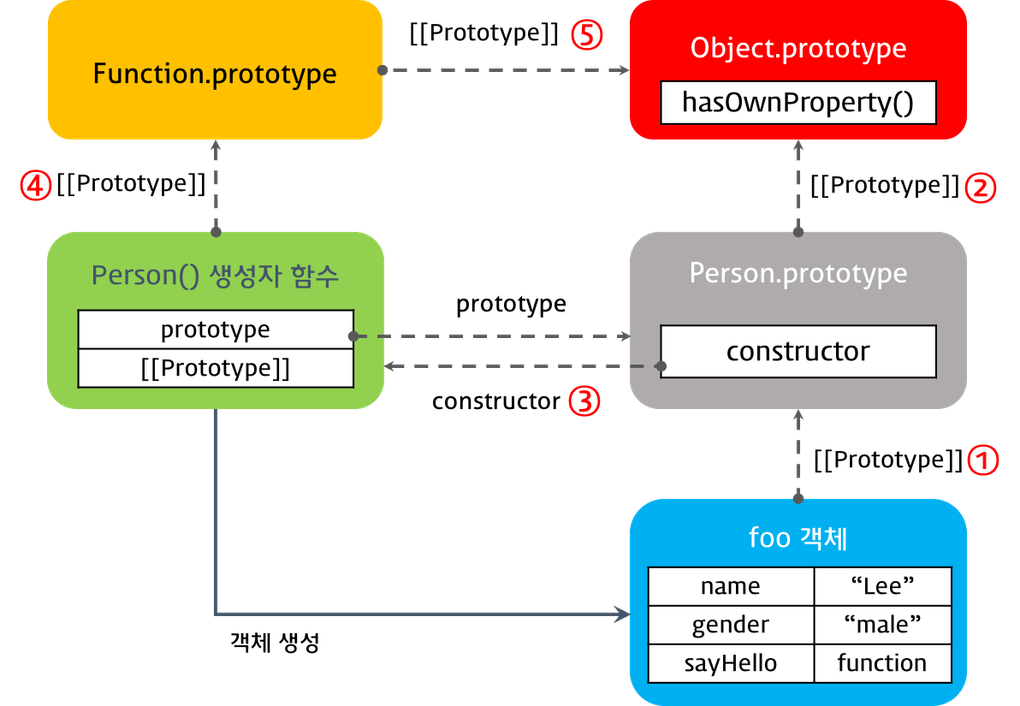 [[Prototype]] ⑤
Function.prototype
Object.prototype
hasOwnProperty()
④ [[Prototype]]
[[Prototype]] ②
Person() 생성자 함수
prototype
[[Prototype]]
prototype
constructor ③
Person.prototype
constructor
[[Prototype]] ①
객체 생성
foo 객체
name “Lee”
gender “male”
sayHello function